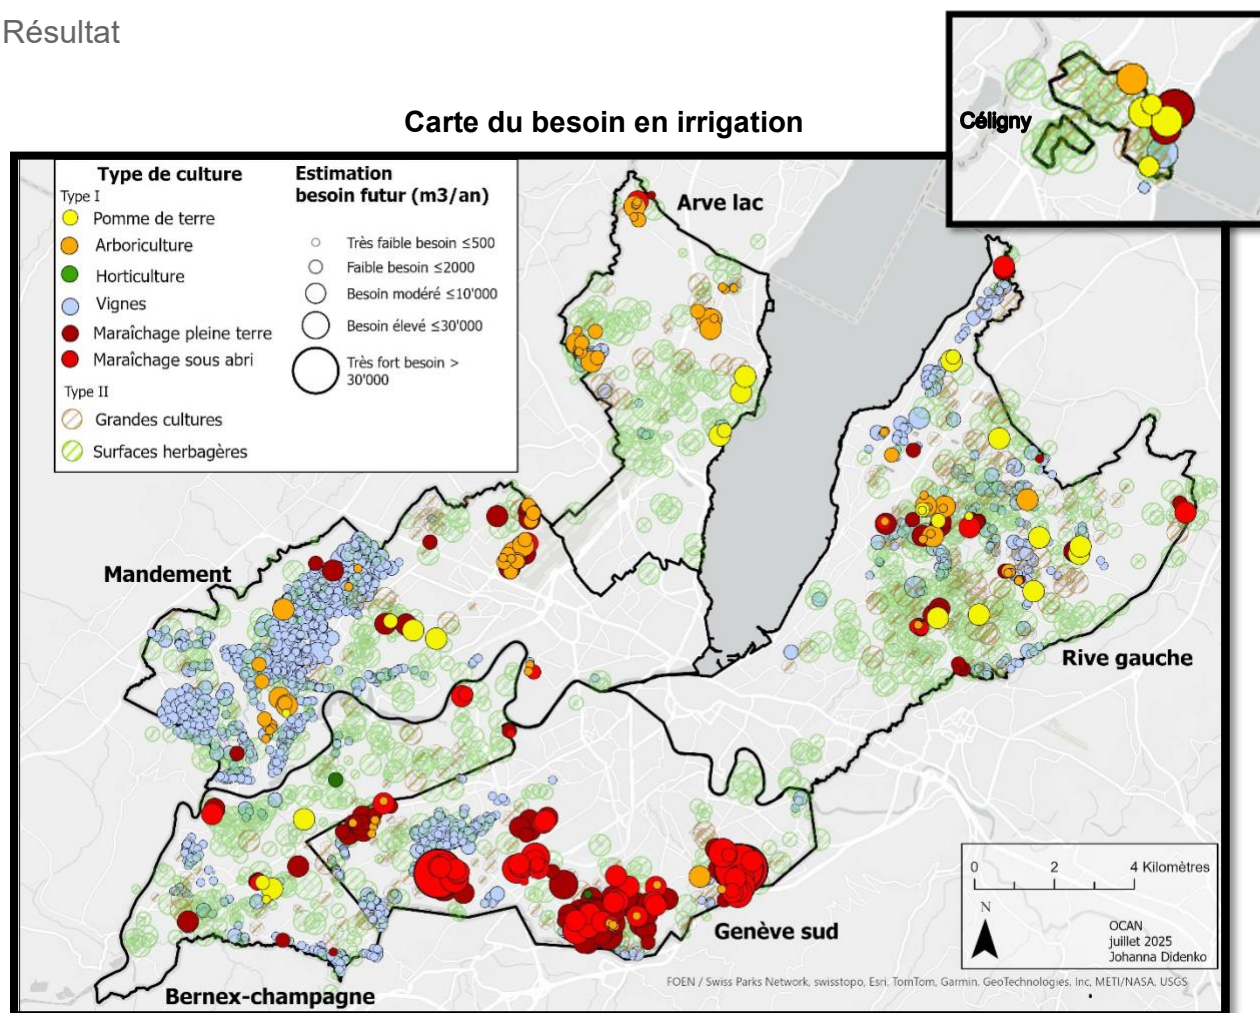 Résultat
Carte du besoin en irrigation
Céligny
Type de culture
Type I
Pomme de terre
Arboriculture
Horticulture
Vignes
Maraîchage pleine terre
Maraîchage sous abri
Type II
Grandes cultures
Surfaces herbagères
Estimation
besoin futur (m3/an)
Très faible besoin ≤500
Faible besoin ≤2000
Besoin modéré ≤10'000
Besoin élevé ≤30'000
Très fort besoin >
30'000
Arve lac
Mandement
Rive gauche
Genève sud
Bernex-champagne
0 2 4 Kilomètres
N
OCAN
juillet 2025
Johanna Didenko
FOEN / Swiss Parks Network, swisstopo, Esri, TomTom, Garmin, GeoTechnologies, Inc, METI/NASA, USGS